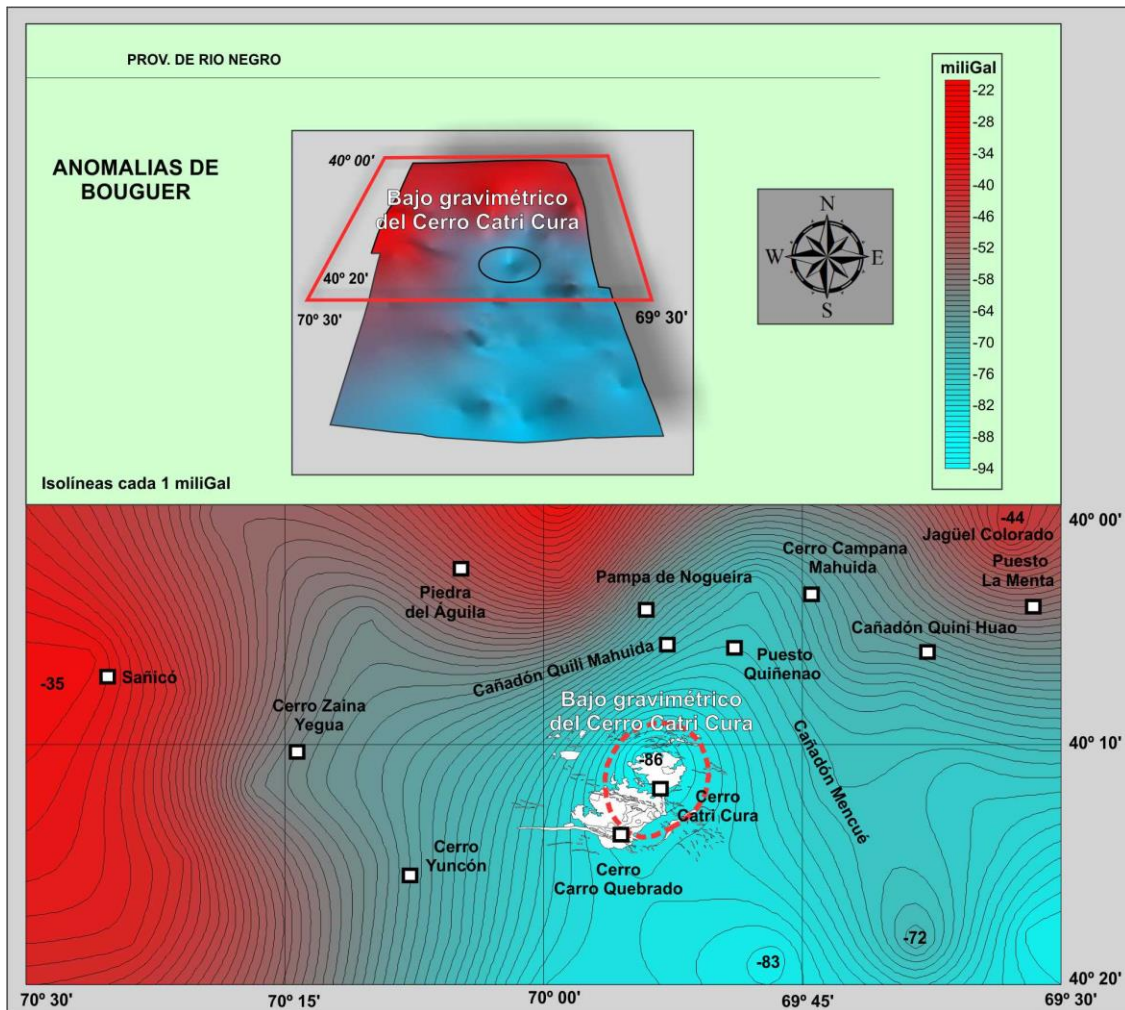 PROV. DE RIO NEGRO
ANOMALIAS DE
BOUGUER
40º 00'
Bajo gravimétrico
del Cerro Catri Cura
40º 20'
70º 30'
69º 30'
N
W
E
S
miliGal
-22
-28
-34
-40
-46
-52
-58
-64
-70
-76
-82
-88
-94
Isolíneas cada 1 miliGal
-44
Jagüel Colorado
40º 00'
Cerro Campana
Mahuida
Puesto
La Menta
Piedra
del Águila
Pampa de Nogueira
Cañadón Quini Huao
Cañadón Quili Mahuida
Puesto
Quiñenao
-35
Sañicó
Cerro Zaina
Yegua
Bajo gravimétrico
del Cerro Catri Cura
Cañadón Mencué
40º 10'
-86
Cerro
Catri Cura
Cerro
Yuncón
Cerro
Carro Quebrado
-72
-83
40º 20'
70º 30'
70º 15'
70º 00'
69º 45'
69º 30'